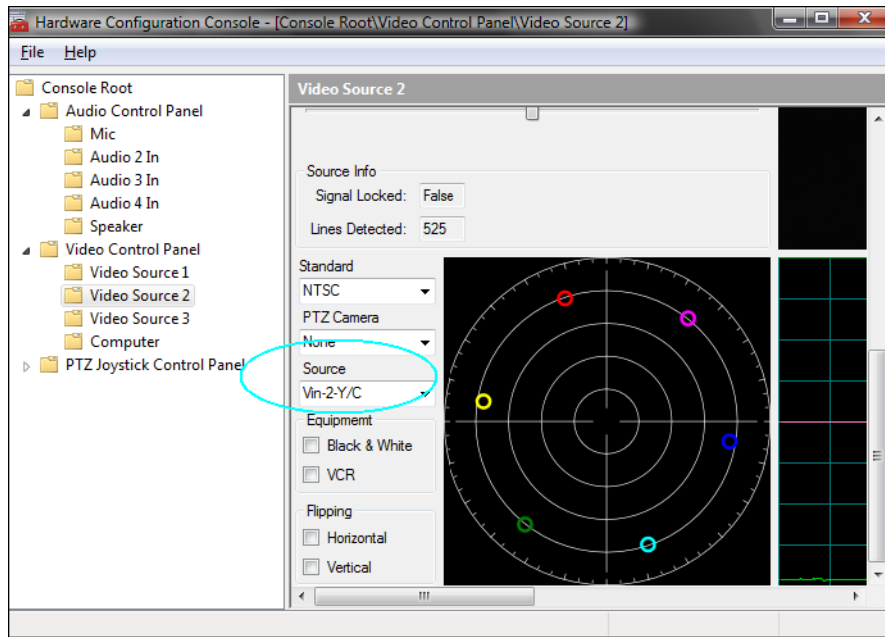 Hardware Configuration Console - [Console Root\Video Control Panel\Video Source 2]
File Help
Console Root
Audio Control Panel
Mic
Audio 2 In
Audio 3 In
Audio 4 In
Speaker
Video Control Panel
Video Source 1
Video Source 2
Video Source 3
Computer
PTZ Joystick Control Panel
Video Source 2
Source Info
Signal Locked: False
Lines Detected: 525
Standard
NTSC
PTZ Camera
None
Source
Vin-2-Y/C
Equipmemt
Black & White
VCR
Flipping
Horizontal
Vertical